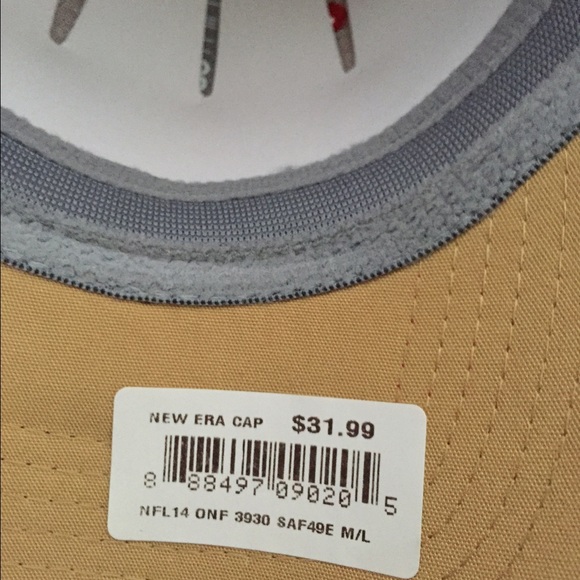 NEW ERA CAP $31.99
8 88497 09020 5
NFL14 ONF 3930 SAF49E M/L